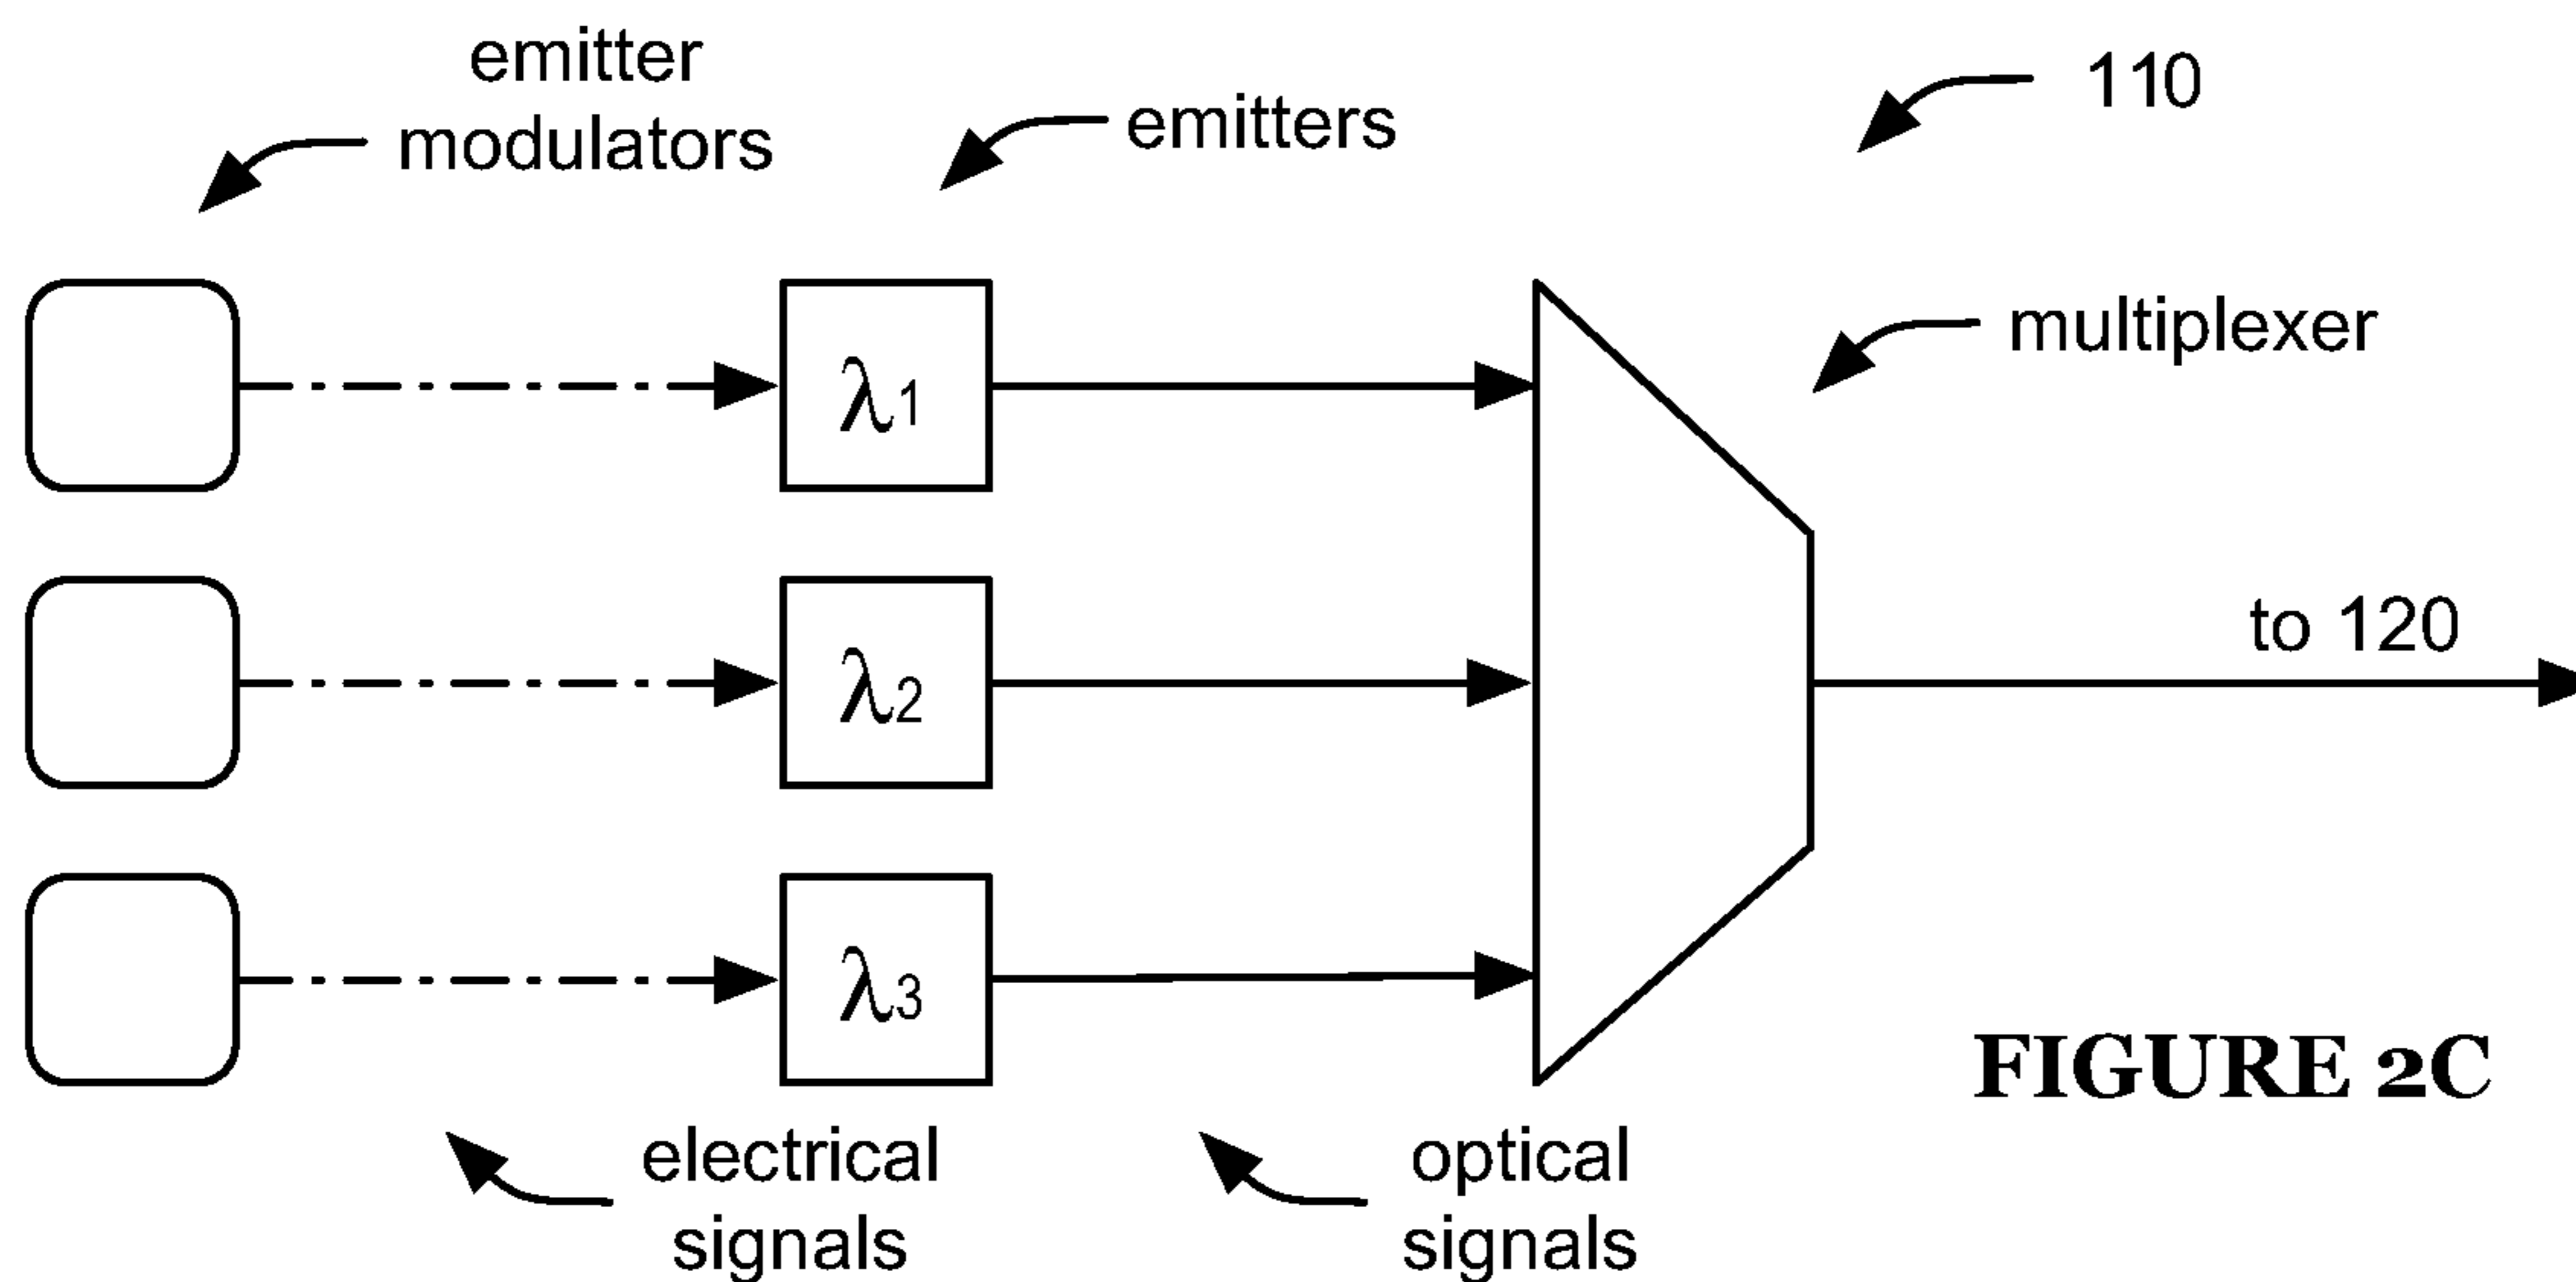 emitter
modulators
emitters
110
multiplexer
λ1
λ2
λ3
to 120
electrical
signals
optical
signals
FIGURE 2C